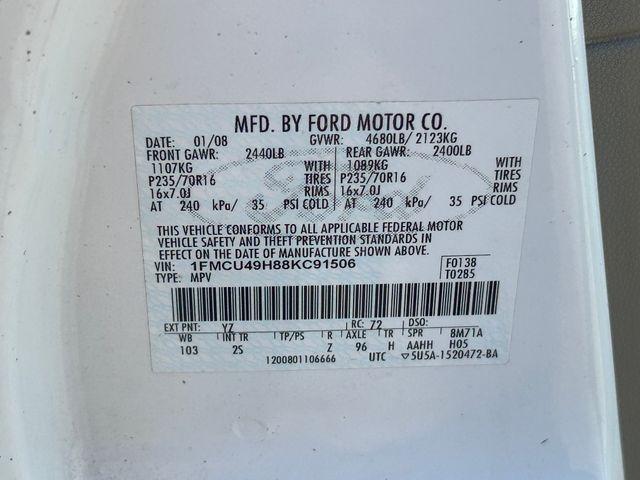 MFD. BY FORD MOTOR CO.
DATE: 01/08 GVWR: 4680LB/ 2123KG
FRONT GAWR: 2440LB REAR GAWR: 2400LB
1107KG WITH 1089KG WITH
P235/70R16 TIRES P235/70R16 TIRES
16x7.0J RIMS 16x7.0J RIMS
AT 240 kPa/ 35 PSI COLD AT 240 kPa/ 35 PSI COLD
THIS VEHICLE CONFORMS TO ALL APPLICABLE FEDERAL MOTOR
VEHICLE SAFETY AND THEFT PREVENTION STANDARDS IN
EFFECT ON THE DATE OF MANUFACTURE SHOWN ABOVE.
VIN: 1FMCU49H88KC91506 F0138
TYPE: MPV T0285
EXT PNT: YZ RC: 72 DSO:
WB INT TR TP/PS R AXLE TR SPR BM71A
103 2S Z 96 H AAHH H05
1200801106666 UTC ▽5U5A-1520472-BA
Ford